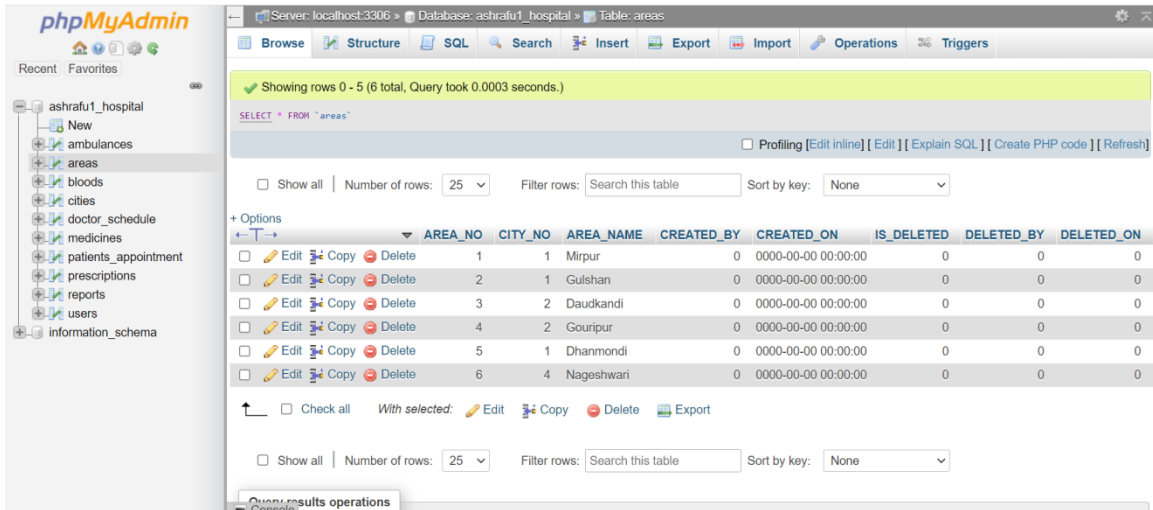 phpMyAdmin
Recent Favorites
ashrafu1_hospital
New
ambulances
areas
bloods
cities
doctor_schedule
medicines
patients_appointment
prescriptions
reports
users
information_schema
Server: localhost:3306 » Database: ashrafu1_hospital » Table: areas
Browse Structure SQL Search Insert Export Import Operations Triggers
Showing rows 0 - 5 (6 total, Query took 0.0003 seconds.)
SELECT * FROM `areas`
Profiling [Edit inline] [ Edit ] [ Explain SQL ] [ Create PHP code ] [ Refresh]
Show all | Number of rows: 25 Filter rows: Search this table Sort by key: None
+ Options
←T→ AREA_NO CITY_NO AREA_NAME CREATED_BY CREATED_ON IS_DELETED DELETED_BY DELETED_ON
Edit Copy Delete 1 1 Mirpur 0 0000-00-00 00:00:00 0 0 0
Edit Copy Delete 2 1 Gulshan 0 0000-00-00 00:00:00 0 0 0
Edit Copy Delete 3 2 Daudkandi 0 0000-00-00 00:00:00 0 0 0
Edit Copy Delete 4 2 Gouripur 0 0000-00-00 00:00:00 0 0 0
Edit Copy Delete 5 1 Dhanmondi 0 0000-00-00 00:00:00 0 0 0
Edit Copy Delete 6 4 Nageshwari 0 0000-00-00 00:00:00 0 0 0
Check all With selected: Edit Copy Delete Export
Show all | Number of rows: 25 Filter rows: Search this table Sort by key: None
Query results operations
Console